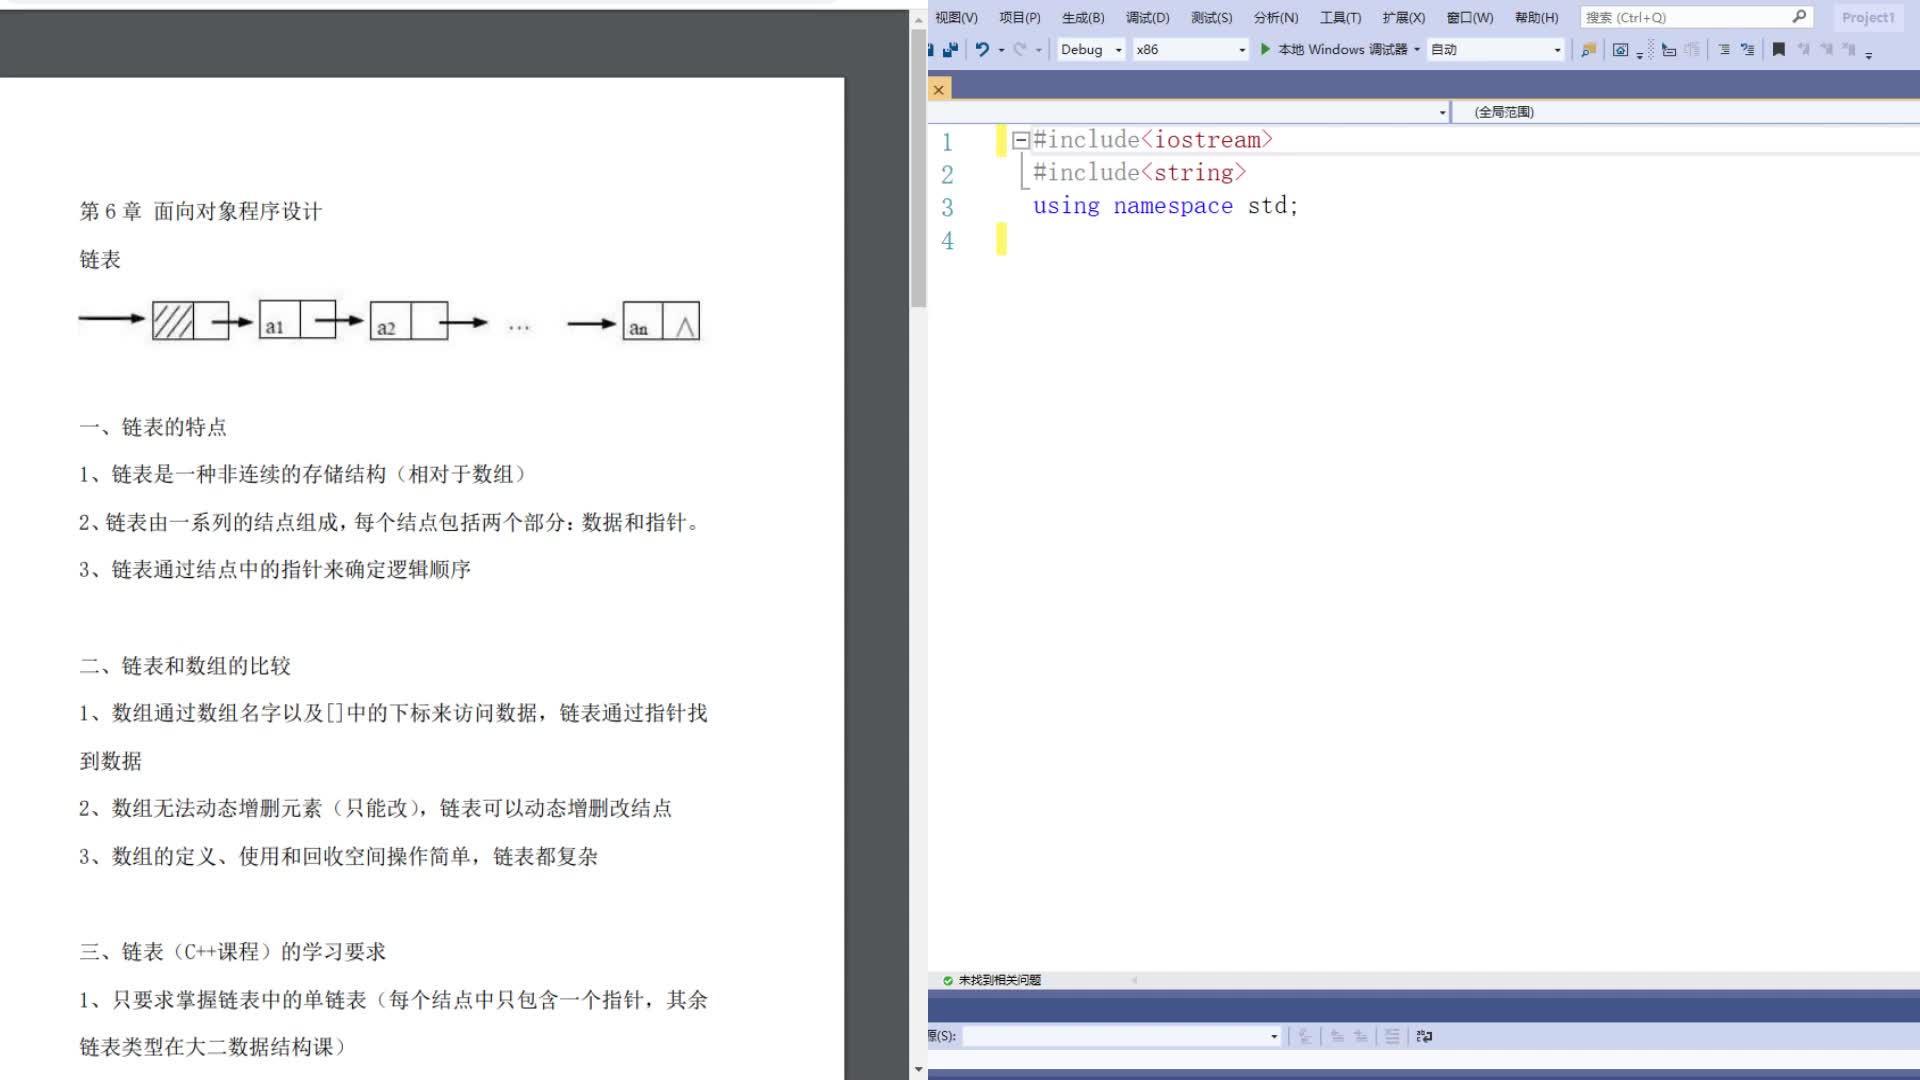 第 6 章 面向对象程序设计
链表
a1
a2
...
an
一、链表的特点
1、链表是一种非连续的存储结构（相对于数组）
2、链表由一系列的结点组成，每个结点包括两个部分：数据和指针。
3、链表通过结点中的指针来确定逻辑顺序
二、链表和数组的比较
1、数组通过数组名字以及[]中的下标来访问数据，链表通过指针找
到数据
2、数组无法动态增删元素（只能改），链表可以动态增删改结点
3、数组的定义、使用和回收空间操作简单，链表都复杂
三、链表（C++课程）的学习要求
1、只要求掌握链表中的单链表（每个结点中只包含一个指针，其余
链表类型在大二数据结构课）
视图(V) 项目(P) 生成(B) 调试(D) 测试(S) 分析(N) 工具(T) 扩展(X) 窗口(W) 帮助(H) 搜索 (Ctrl+Q) Project1
Debug x86 本地 Windows 调试器 自动
(全局范围)
1 #include<iostream>
2 #include<string>
3 using namespace std;
4
未找到相关问题
(S):